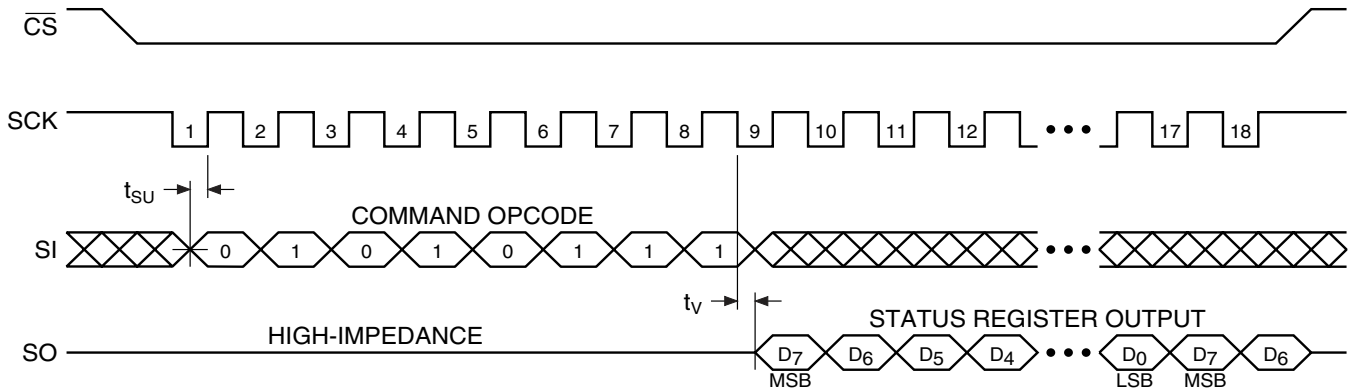 CS
SCK 1 2 3 4 5 6 7 8 9 10 11 12 ••• 17 18
tSU
COMMAND OPCODE
SI 0 1 0 1 0 1 1 1 •••
tV
HIGH-IMPEDANCE STATUS REGISTER OUTPUT
SO D7 D6 D5 D4 ••• D0 D7 D6
MSB LSB MSB